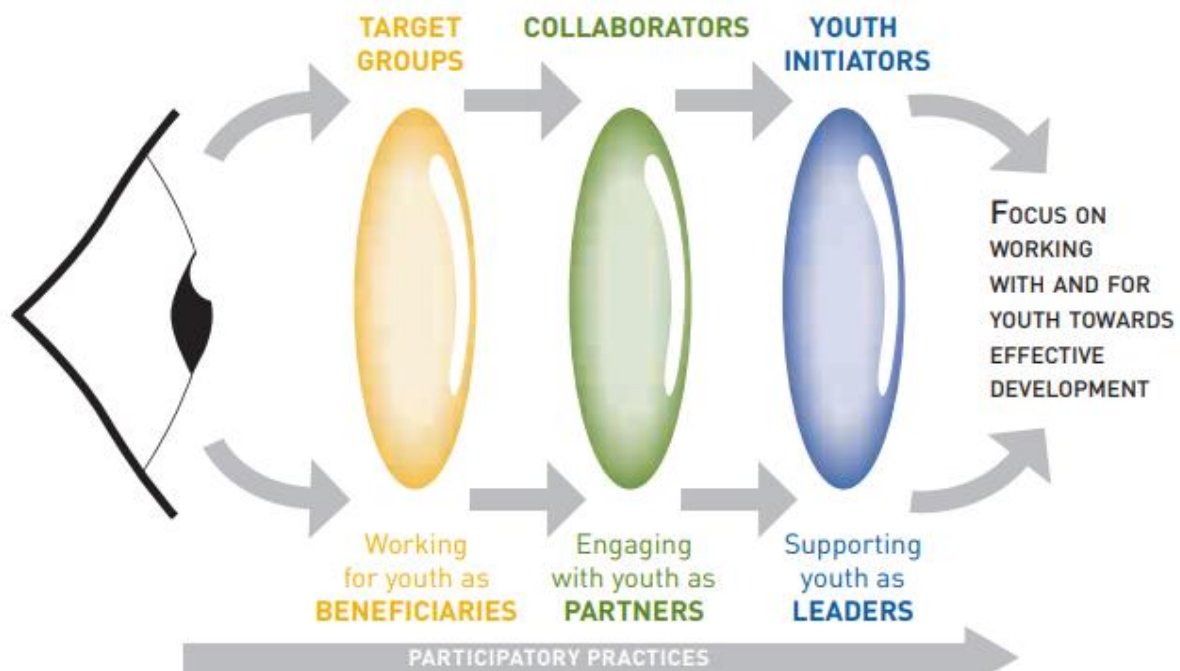 TARGET
GROUPS
COLLABORATORS
YOUTH
INITIATORS
FOCUS ON
WORKING
WITH AND FOR
YOUTH TOWARDS
EFFECTIVE
DEVELOPMENT
Working
for youth as
BENEFICIARIES
Engaging
with youth as
PARTNERS
Supporting
youth as
LEADERS
PARTICIPATORY PRACTICES